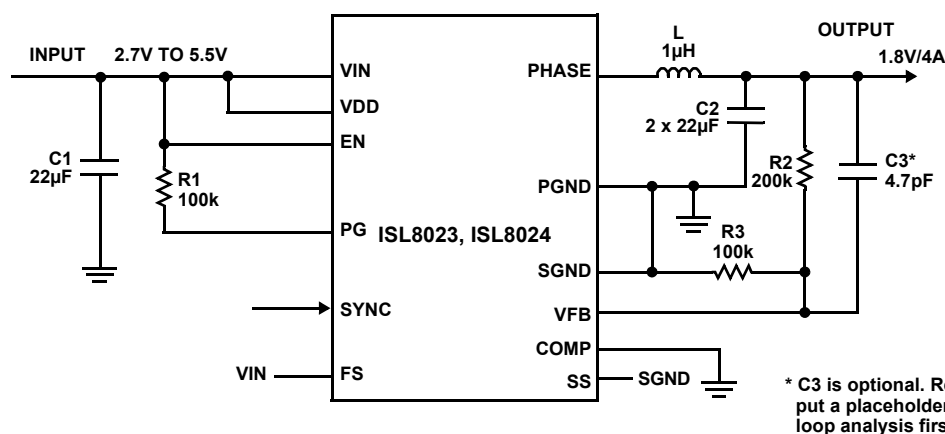 INPUT
2.7V TO 5.5V
C1
22µF
R1
100k
VIN
VDD
EN
PG
ISL8023, ISL8024
SYNC
VIN
FS
PHASE
PGND
SGND
VFB
COMP
SS
SGND
L
1µH
C2
2 x 22µF
R2
200k
R3
100k
C3*
4.7pF
OUTPUT
1.8V/4A
* C3 is optional.
put a placeholder
loop analysis